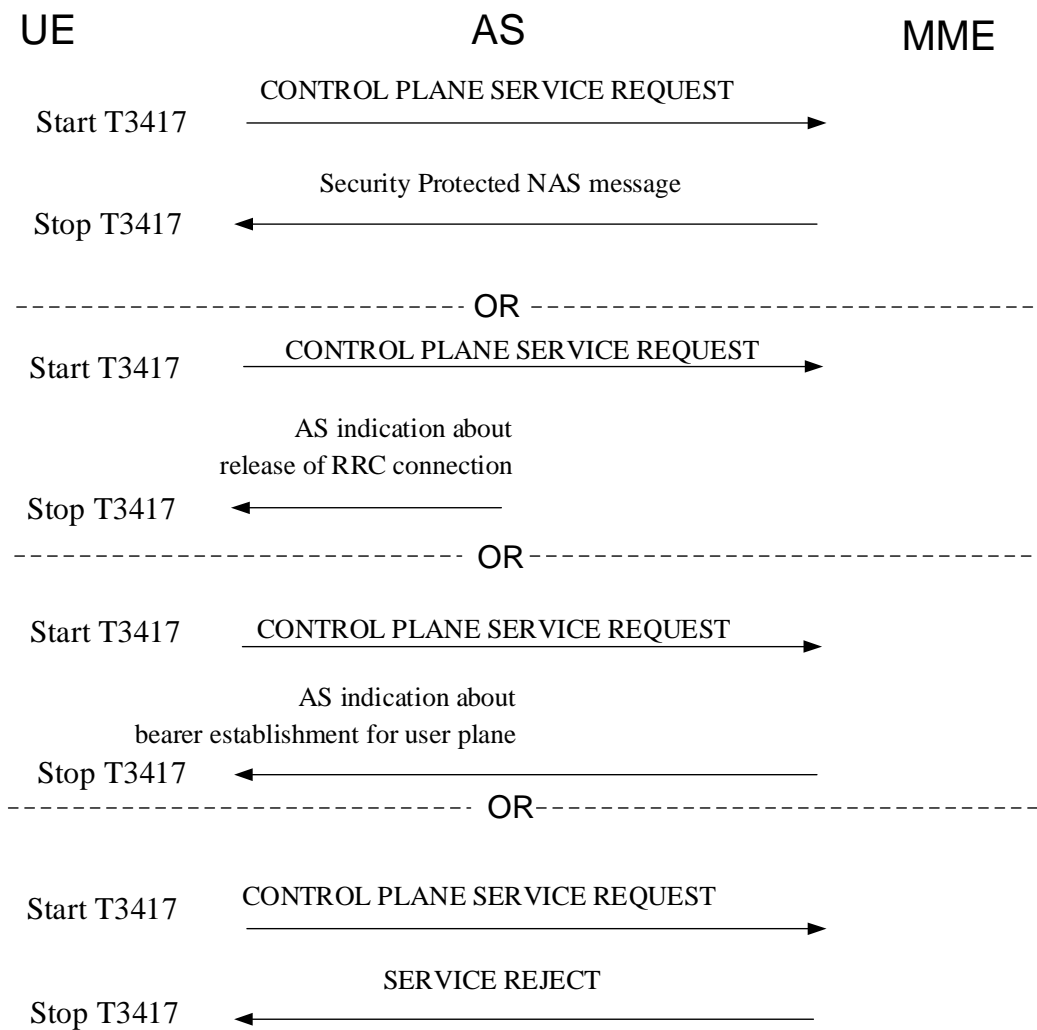 UE AS MME
CONTROL PLANE SERVICE REQUEST
Start T3417
Security Protected NAS message
Stop T3417
OR
CONTROL PLANE SERVICE REQUEST
Start T3417
AS indication about
release of RRC connection
Stop T3417
OR
Start T3417 CONTROL PLANE SERVICE REQUEST
AS indication about
bearer establishment for user plane
Stop T3417
OR
CONTROL PLANE SERVICE REQUEST
Start T3417
SERVICE REJECT
Stop T3417